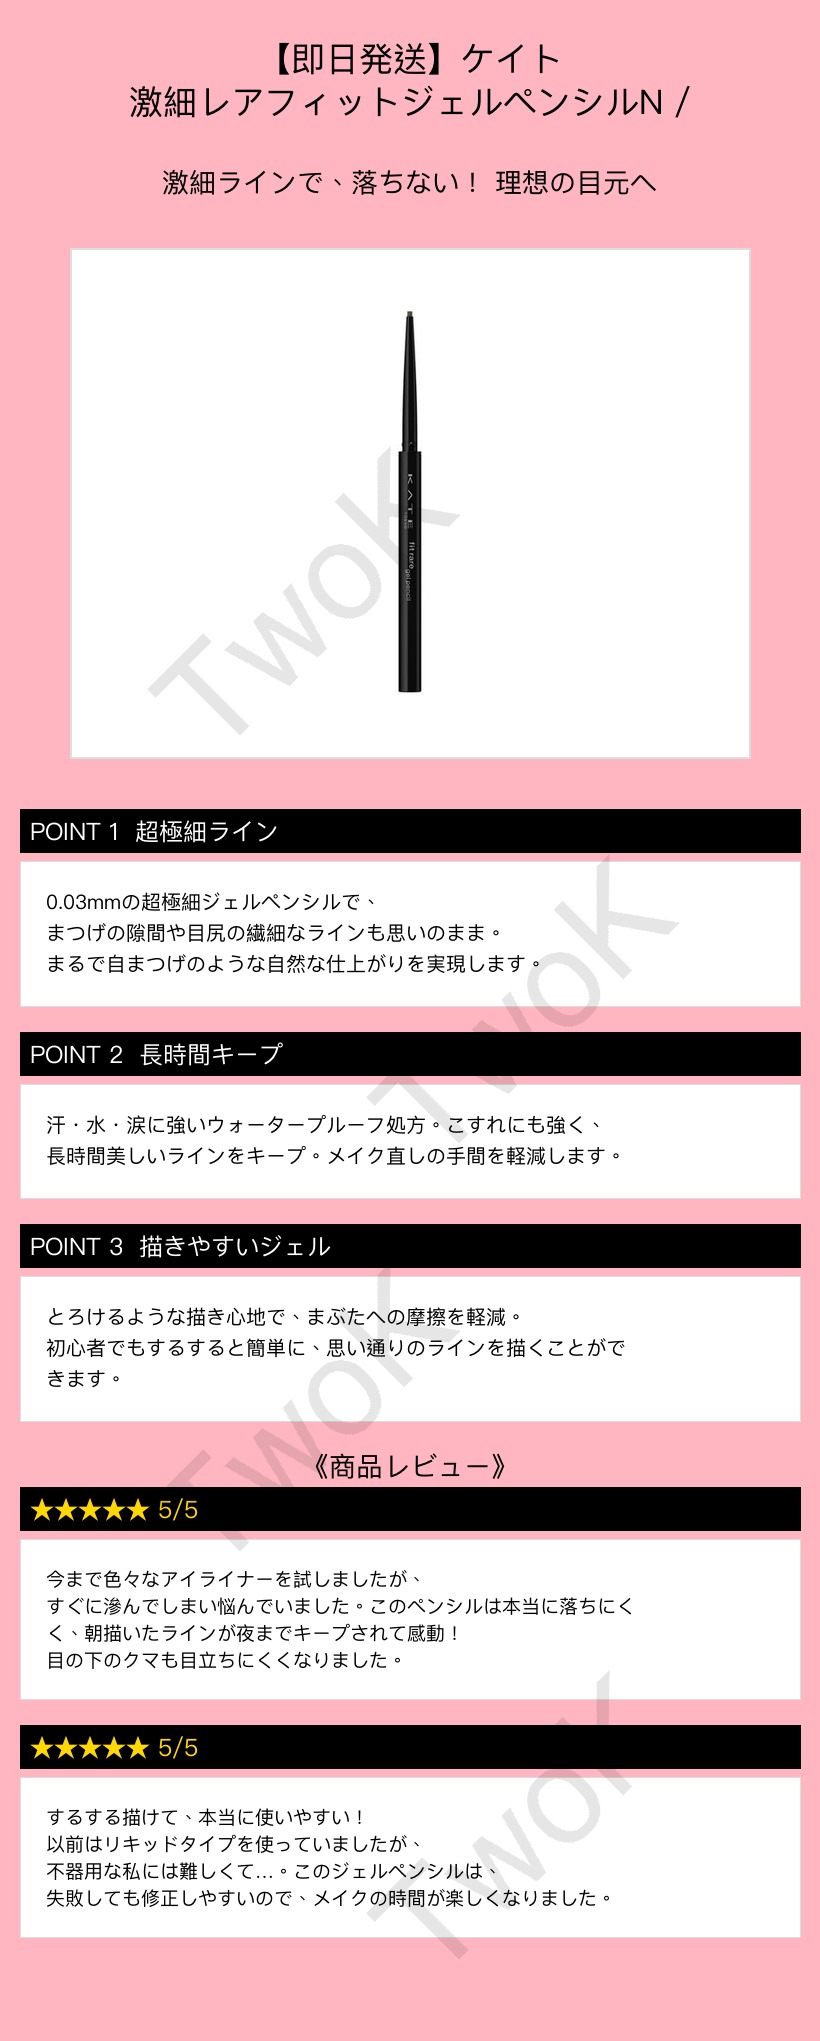 【即日発送】ケイト
激細レアフィットジェルペンシルN /
激細ラインで、落ちない！ 理想の目元へ
KATE
TOKYO
fit rare
gel pencil
TwoK
POINT 1 超極細ライン
0.03mmの超極細ジェルペンシルで、
まつげの隙間や目尻の繊細なラインも思いのまま。
まるで自まつげのような自然な仕上がりを実現します。
TwoK
POINT 2 長時間キープ
汗・水・涙に強いウォータープルーフ処方。こすれにも強く、
長時間美しいラインをキープ。メイク直しの手間を軽減します。
POINT 3 描きやすいジェル
とろけるような描き心地で、まぶたへの摩擦を軽減。
初心者でもするすると簡単に、思い通りのラインを描くことがで
きます。
TwoK
《商品レビュー》
★★★★★ 5/5
今まで色々なアイライナーを試しましたが、
すぐに滲んでしまい悩んでいました。このペンシルは本当に落ちにく
く、朝描いたラインが夜までキープされて感動！
目の下のクマも目立ちにくくなりました。
★★★★★ 5/5
するする描けて、本当に使いやすい！
以前はリキッドタイプを使っていましたが、
不器用な私には難しくて…。このジェルペンシルは、
失敗しても修正しやすいので、メイクの時間が楽しくなりました。
TwoK